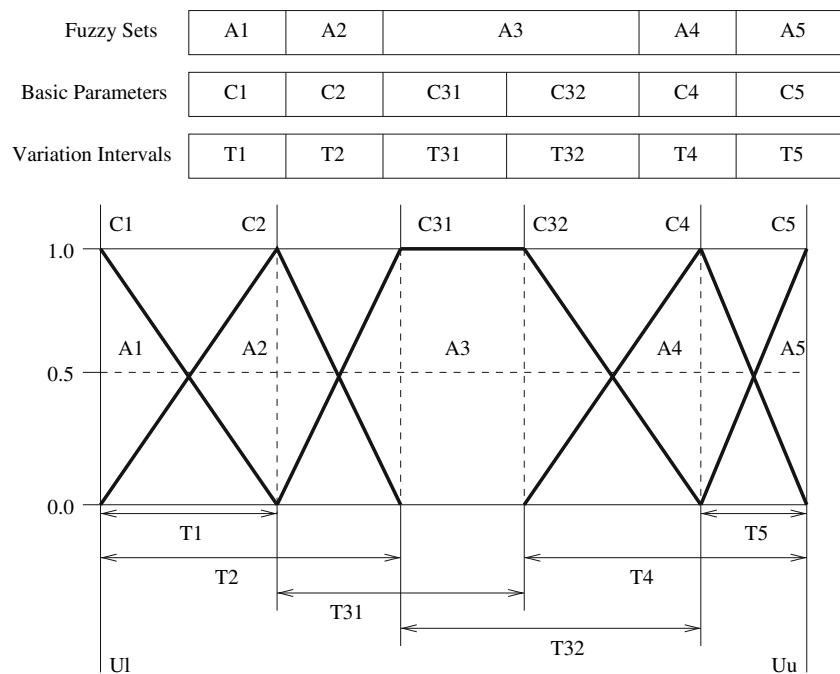 Fuzzy Sets A1 A2 A3 A4 A5
Basic Parameters C1 C2 C31 C32 C4 C5
Variation Intervals T1 T2 T31 T32 T4 T5
C1 C2 C31 C32 C4 C5
1.0
A1 A2 A3 A4 A5
0.5
0.0
T1 T5
T2 T4
T31
T32
Ul Uu